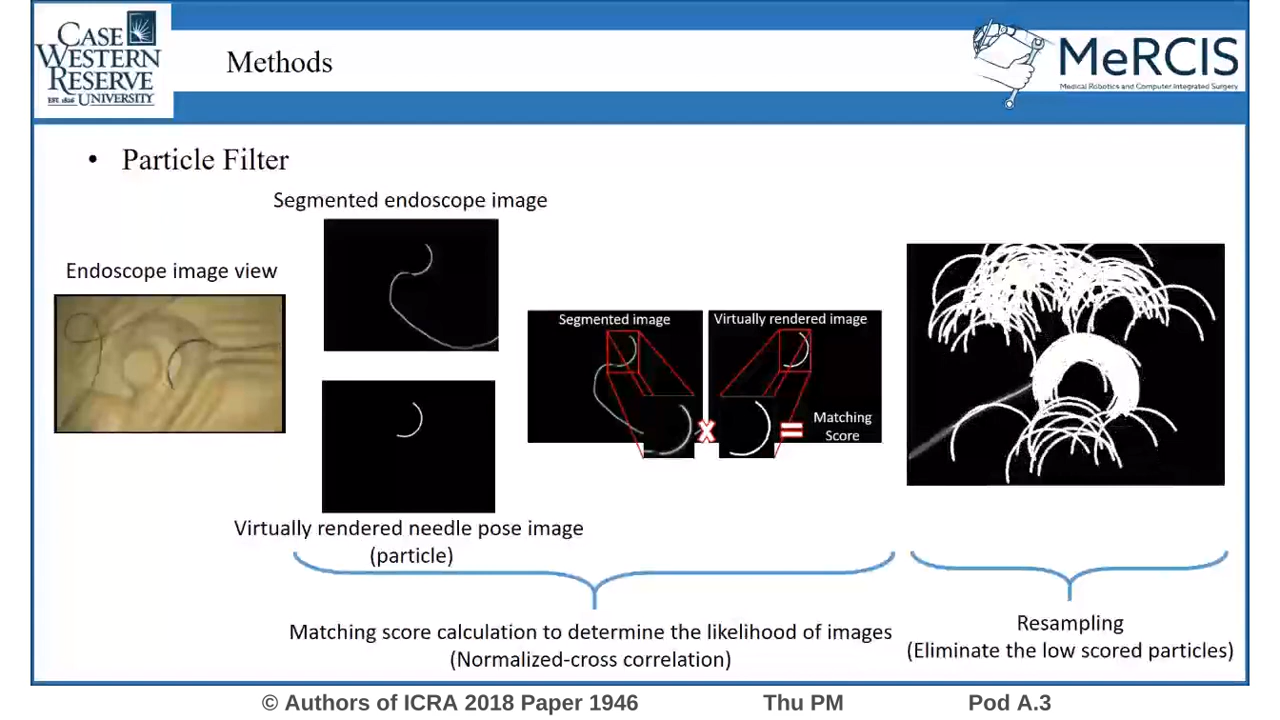 CASE
WESTERN
RESERVE
EST. 1826 UNIVERSITY
Methods
MeRCIS
Medical Robotics and Computer Integrated Surgery
• Particle Filter
Segmented endoscope image
Endoscope image view
Segmented image
Virtually rendered image
X
=
Matching
Score
Virtually rendered needle pose image
(particle)
Matching score calculation to determine the likelihood of images
(Normalized-cross correlation)
Resampling
(Eliminate the low scored particles)
© Authors of ICRA 2018 Paper 1946 Thu PM Pod A.3